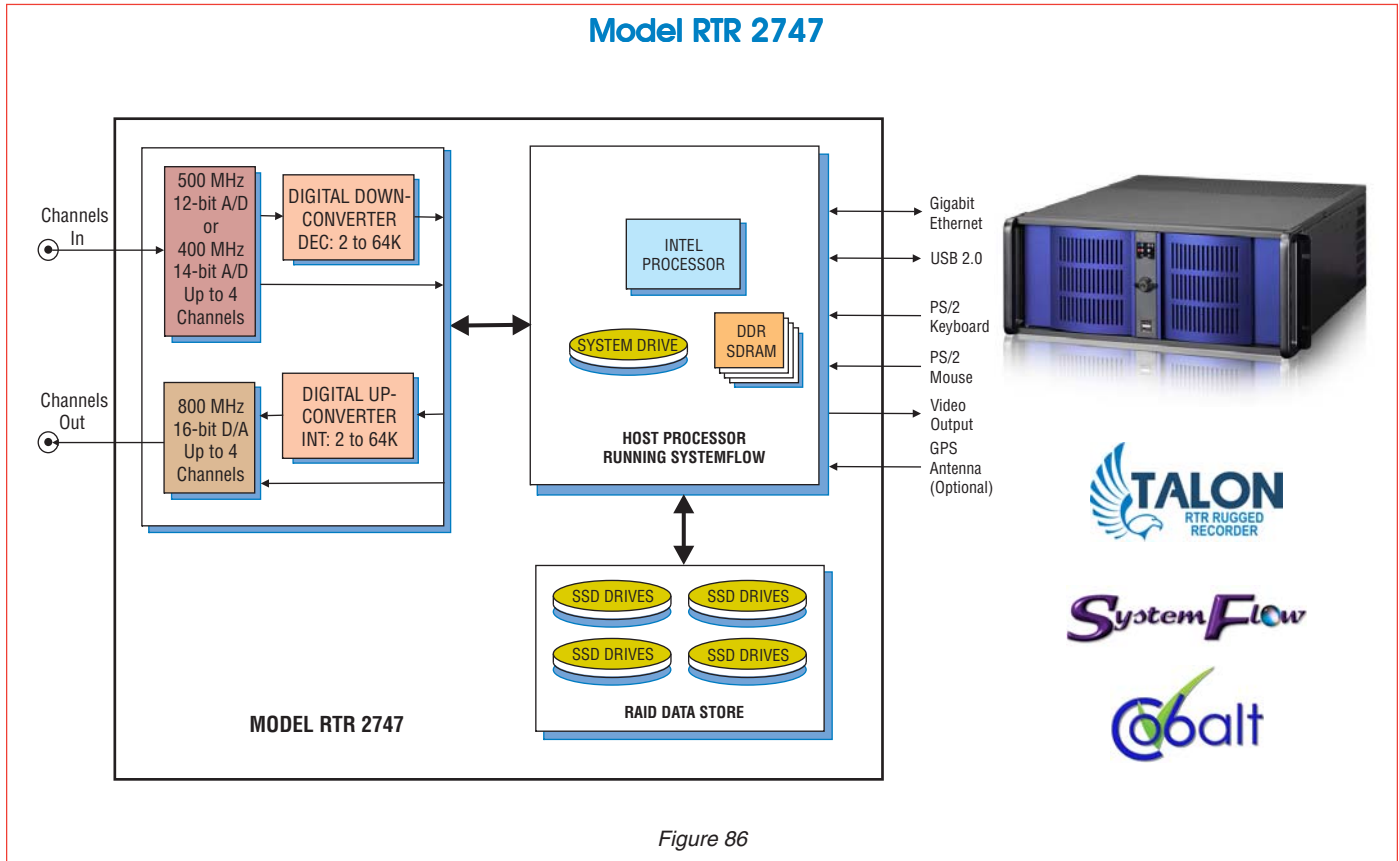 Model RTR 2747
Channels
In
500 MHz
12-bit A/D
or
400 MHz
14-bit A/D
Up to 4
Channels
DIGITAL DOWN-
CONVERTER
DEC: 2 to 64K
Channels
Out
800 MHz
16-bit D/A
Up to 4
Channels
DIGITAL UP-
CONVERTER
INT: 2 to 64K
MODEL RTR 2747
INTEL
PROCESSOR
SYSTEM DRIVE
DDR
SDRAM
HOST PROCESSOR
RUNNING SYSTEMFLOW
SSD DRIVES
SSD DRIVES
SSD DRIVES
SSD DRIVES
RAID DATA STORE
Gigabit
Ethernet
USB 2.0
PS/2
Keyboard
PS/2
Mouse
Video
Output
GPS
Antenna
(Optional)
TALON
RTR RUGGED
RECORDER
SystemFlow
Cobalt
Figure 86